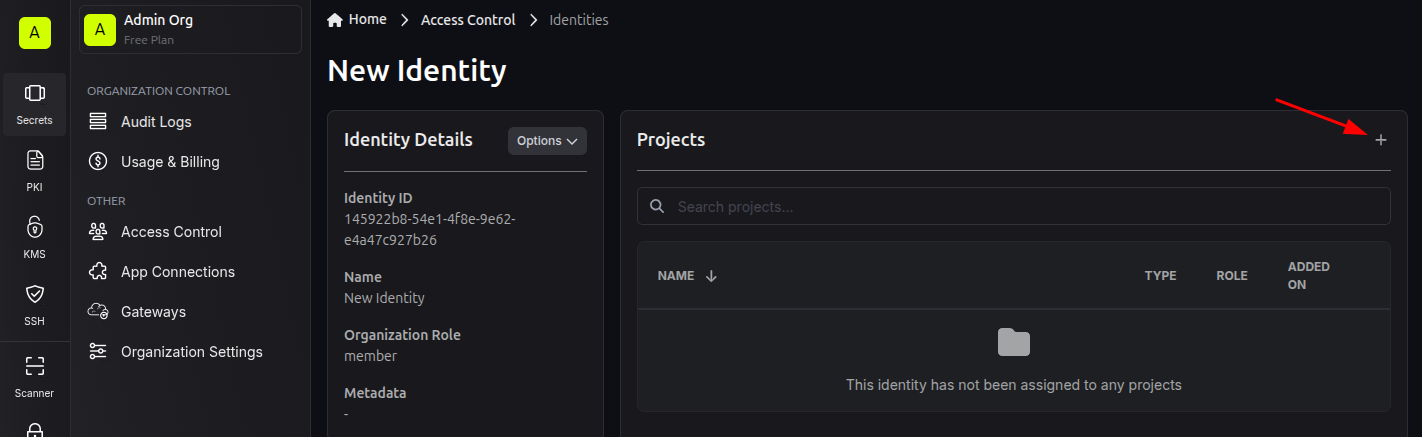 A
A
Admin Org
Free Plan
Home
Access Control
Identities
New Identity
Secrets
PKI
KMS
SSH
Scanner
ORGANIZATION CONTROL
Audit Logs
Usage & Billing
OTHER
Access Control
App Connections
Gateways
Organization Settings
Identity Details
Options
Identity ID
145922b8-54e1-4f8e-9e62-
e4a47c927b26
Name
New Identity
Organization Role
member
Metadata
-
Projects
Search projects...
NAME
TYPE
ROLE
ADDED
ON
This identity has not been assigned to any projects